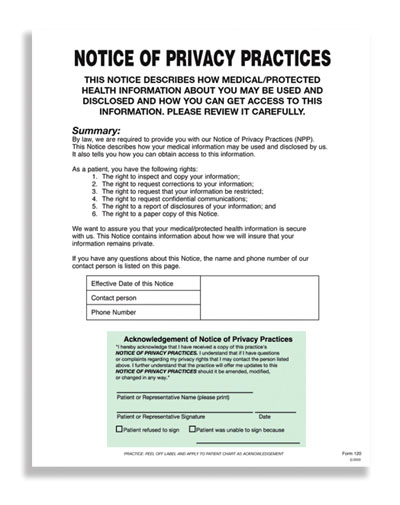 NOTICE OF PRIVACY PRACTICES
THIS NOTICE DESCRIBES HOW MEDICAL/PROTECTED
HEALTH INFORMATION ABOUT YOU MAY BE USED AND
DISCLOSED AND HOW YOU CAN GET ACCESS TO THIS
INFORMATION. PLEASE REVIEW IT CAREFULLY.
Summary:
By law, we are required to provide you with our Notice of Privacy Practices (NPP).
This Notice describes how your medical information may be used and disclosed by us.
It also tells you how you can obtain access to this information.
As a patient, you have the following rights:
1. The right to inspect and copy your information;
2. The right to request corrections to your information;
3. The right to request that your information be restricted;
4. The right to request confidential communications;
5. The right to a report of disclosures of your information; and
6. The right to a paper copy of this Notice.
We want to assure you that your medical/protected health information is secure
with us. This Notice contains information about how we will insure that your
information remains private.
If you have any questions about this Notice, the name and phone number of our
contact person is listed on this page.
Effective Date of this Notice
Contact person
Phone Number
Acknowledgement of Notice of Privacy Practices
"I hereby acknowledge that I have received a copy of this practice's
NOTICE OF PRIVACY PRACTICES. I understand that if I have questions
or complaints regarding my privacy rights that I may contact the person listed
above. I further understand that the practice will offer me updates to this
NOTICE OF PRIVACY PRACTICES should it be amended, modified,
or changed in any way."
Patient or Representative Name (please print)
Patient or Representative Signature Date
Patient refused to sign Patient was unable to sign because
PRACTICE: PEEL OFF LABEL AND APPLY TO PATIENT CHART AS ACKNOWLEDGEMENT
Form 120